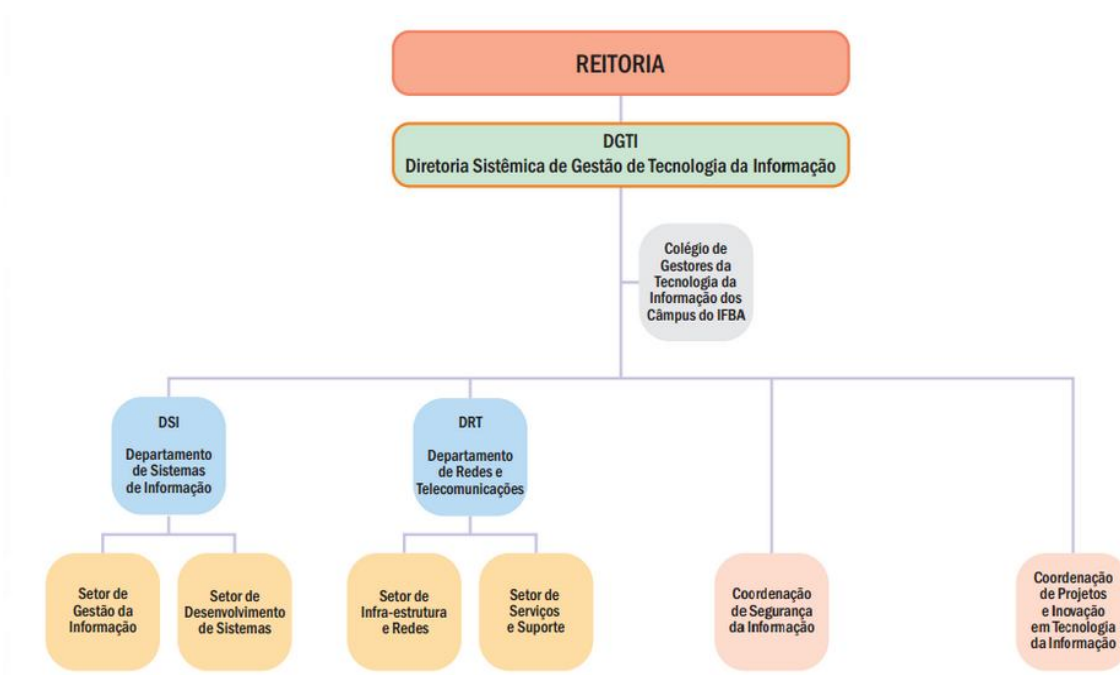 REITORIA
DGTI
Diretoria Sistêmica de Gestão de Tecnologia da Informação
Colégio de
Gestores da
Tecnologia da
Informação dos
Câmpus do IFBA
DSI
Departamento
de Sistemas
de Informação
DRT
Departamento
de Redes e
Telecomunicações
Setor de
Gestão da
Informação
Setor de
Desenvolvimento
de Sistemas
Setor de
Infra-estrutura
e Redes
Setor de
Serviços
e Suporte
Coordenação
de Segurança
da Informação
Coordenação
de Projetos
e Inovação
em Tecnologia
da Informação